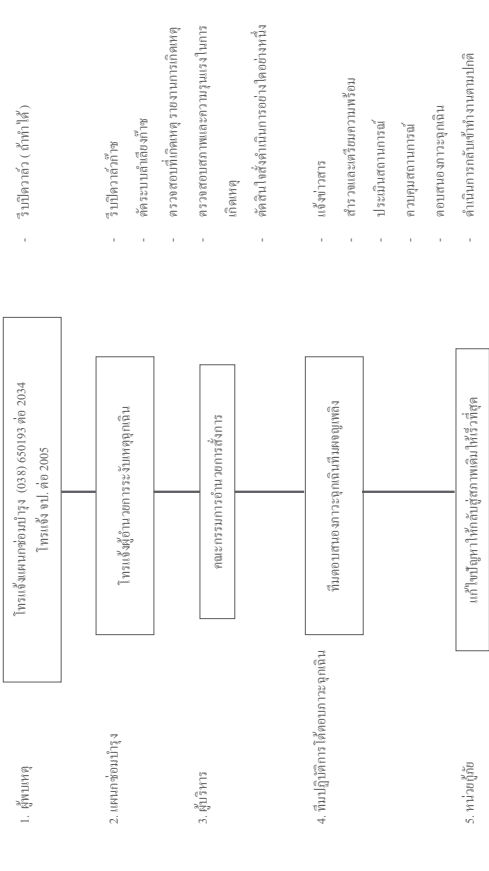 1. ผู้พบเหตุ
โทรแจ้งแผนกซ่อมบำรุง (038) 650193 ต่อ 2034
โทรแจ้ง จป. ต่อ 2005
- รีบปิดวาล์ว ( ถ้าทำได้ )
2. แผนกซ่อมบำรุง
โทรแจ้งผู้อำนวยการระงับเหตุฉุกเฉิน
- รีบปิดวาล์วก๊าซ
- ตัดระบบลำเลียงก๊าซ
- ตรวจสอบที่เกิดเหตุ รายงานการเกิดเหตุ
3. ผู้บริหาร
คณะกรรมการอำนวยการสั่งการ
- ตรวจสอบสภาพและความรุนแรงในการ
เกิดเหตุ
- ตัดสินใจสั่งดำเนินการอย่างใดอย่างหนึ่ง
4. ทีมปฏิบัติการโต้ตอบภาวะฉุกเฉิน
ทีมตอบสนองภาวะฉุกเฉินทีมผจญเพลิง
- แจ้งข่าวสาร
- สำรวจและเตรียมความพร้อม
- ประเมินสถานการณ์
- ควบคุมสถานการณ์
- ตอบสนองภาวะฉุกเฉิน
5. หน่วยกู้ภัย
แก้ไขปัญหาให้กลับสู่สภาพเดิมให้เร็วที่สุด
- ดำเนินการกลับเข้าทำงานตามปกติ